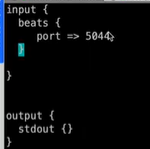 input {
beats {
port => 5044
}
}
output {
stdout {}
}